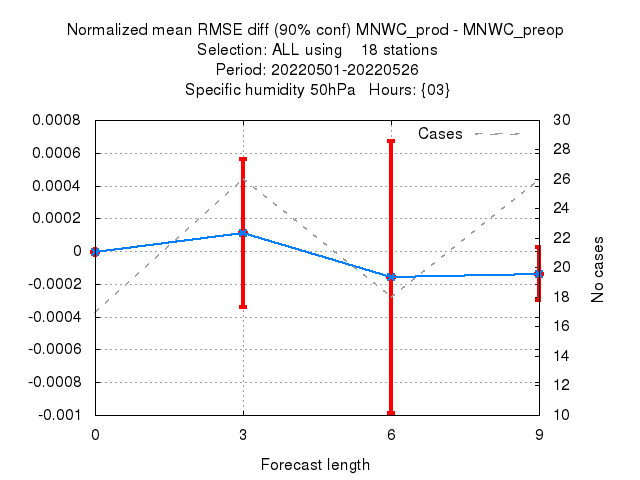 Normalized mean RMSE diff (90% conf) MNWC_prod - MNWC_preop
Selection: ALL using    18 stations
Period: 20220501-20220526
Specific humidity 50hPa   Hours: {03}
Cases
0.0008
0.0006
0.0004
0.0002
0
-0.0002
-0.0004
-0.0006
-0.0008
-0.001
30
28
26
24
22
20
18
16
14
12
10
No cases
0 3 6 9
Forecast length